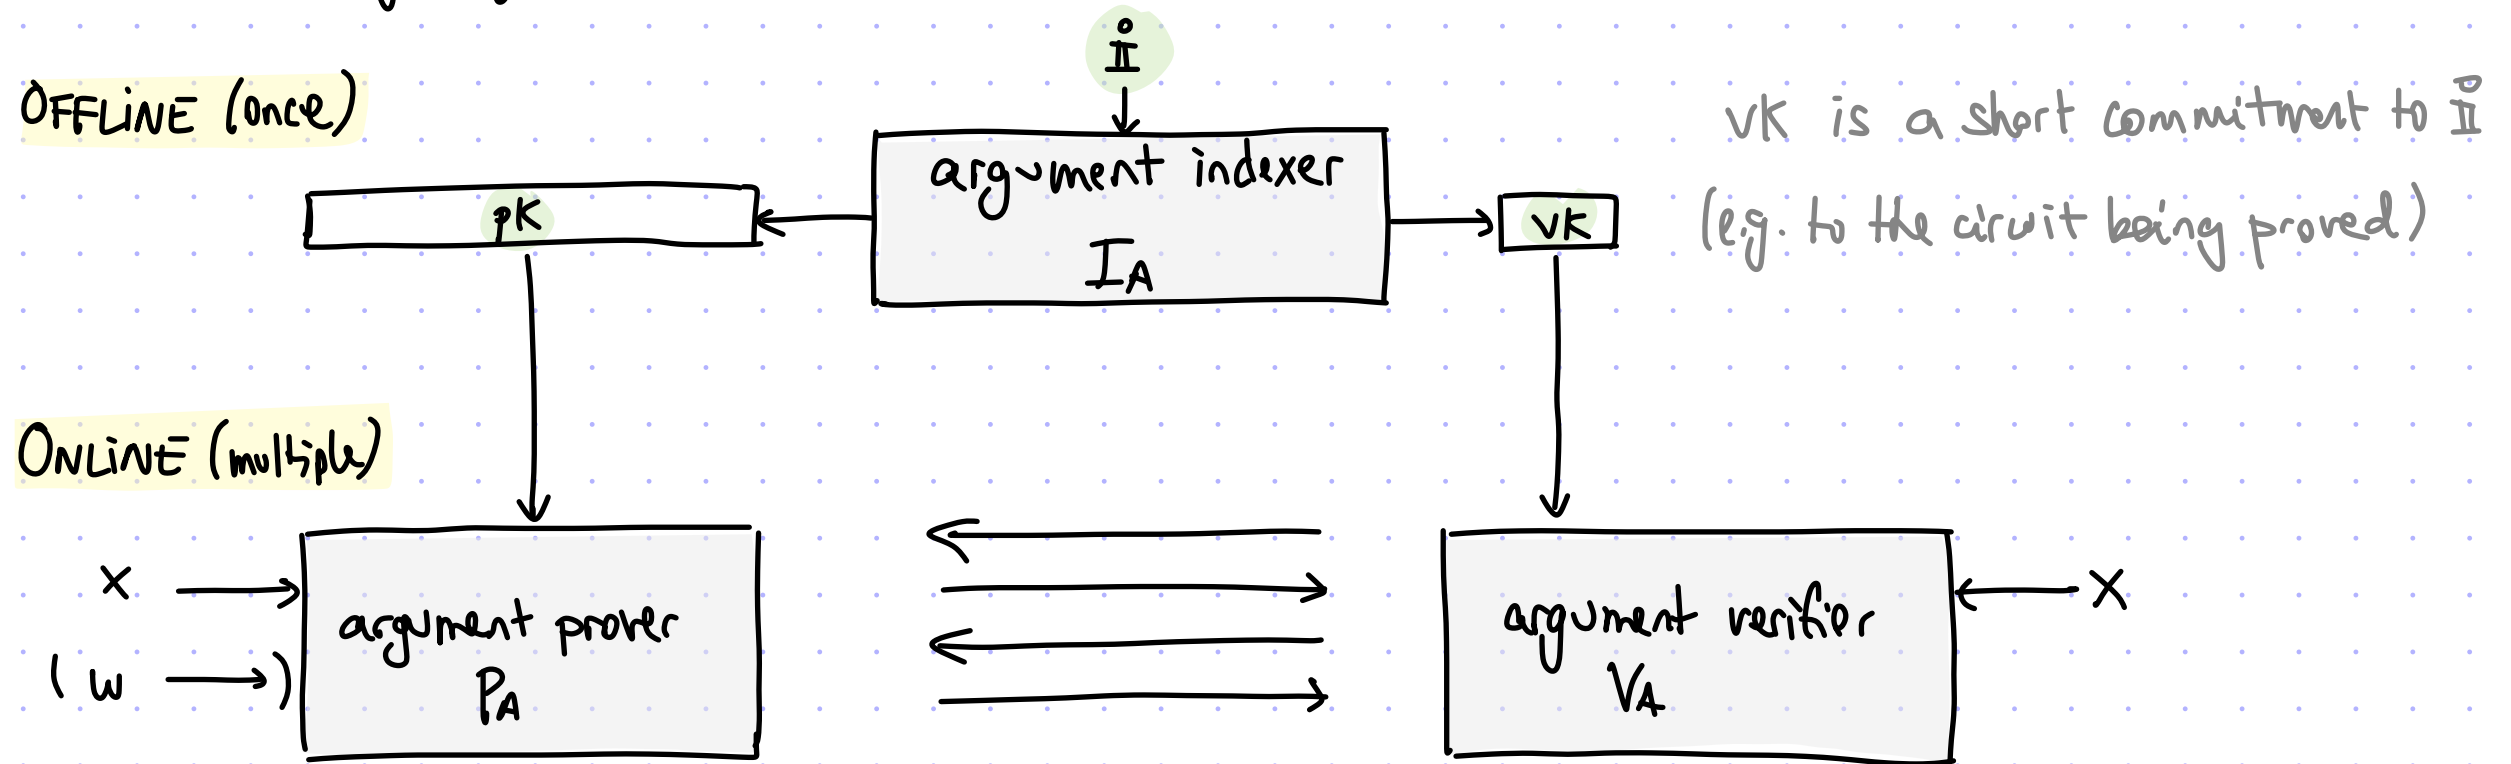 i
OFFLINE (once)
argument indexer
vk is a short commitment to i
(e.g. to the circuit being proved)
pk
vk
I_A
ONLINE (multiple)
x
x
argument prover
argument verifier
( w )
P_A
V_A